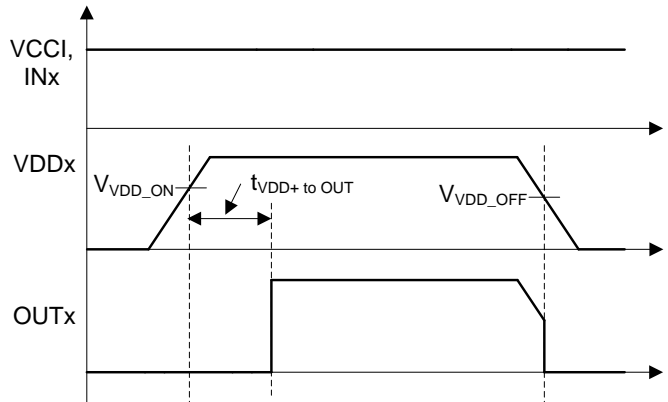 VCCI,
INx
VDDx
VVDD_ON
tVDD+ to OUT
VVDD_OFF
OUTx